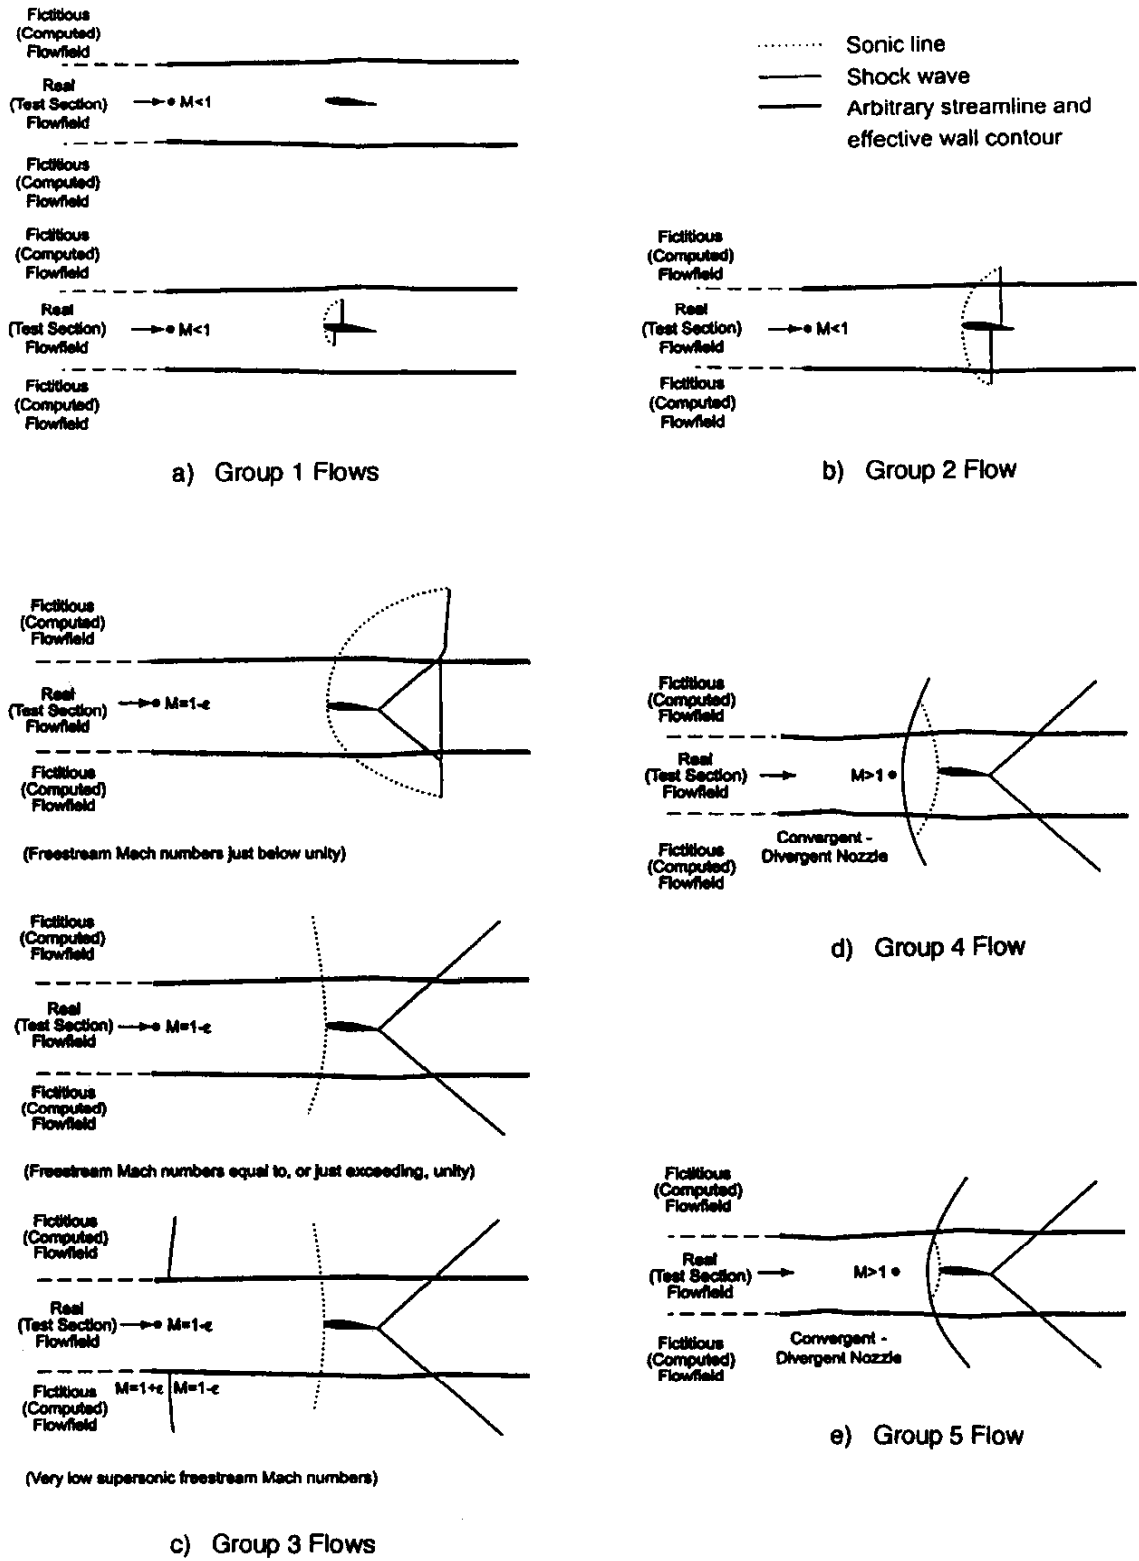 Fictitious
(Computed)
Flowfield
Real
(Test Section)
Flowfield
M<1
Fictitious
(Computed)
Flowfield
Fictitious
(Computed)
Flowfield
Real
(Test Section)
Flowfield
M<1
Fictitious
(Computed)
Flowfield
a) Group 1 Flows
Sonic line
Shock wave
Arbitrary streamline and
effective wall contour
Fictitious
(Computed)
Flowfield
Real
(Test Section)
Flowfield
M<1
Fictitious
(Computed)
Flowfield
b) Group 2 Flow
Fictitious
(Computed)
Flowfield
Real
(Test Section)
Flowfield
M=1-ε
Fictitious
(Computed)
Flowfield
(Freestream Mach numbers just below unity)
Fictitious
(Computed)
Flowfield
Real
(Test Section)
Flowfield
M=1-ε
Fictitious
(Computed)
Flowfield
(Freestream Mach numbers equal to, or just exceeding, unity)
Fictitious
(Computed)
Flowfield
Real
(Test Section)
Flowfield
M=1-ε
Fictitious
(Computed)
Flowfield
M=1+ε M=1-ε
(Very low supersonic freestream Mach numbers)
c) Group 3 Flows
Fictitious
(Computed)
Flowfield
Real
(Test Section)
Flowfield
M>1
Fictitious
(Computed)
Flowfield
Convergent -
Divergent Nozzle
d) Group 4 Flow
Fictitious
(Computed)
Flowfield
Real
(Test Section)
Flowfield
M>1
Fictitious
(Computed)
Flowfield
Convergent -
Divergent Nozzle
e) Group 5 Flow